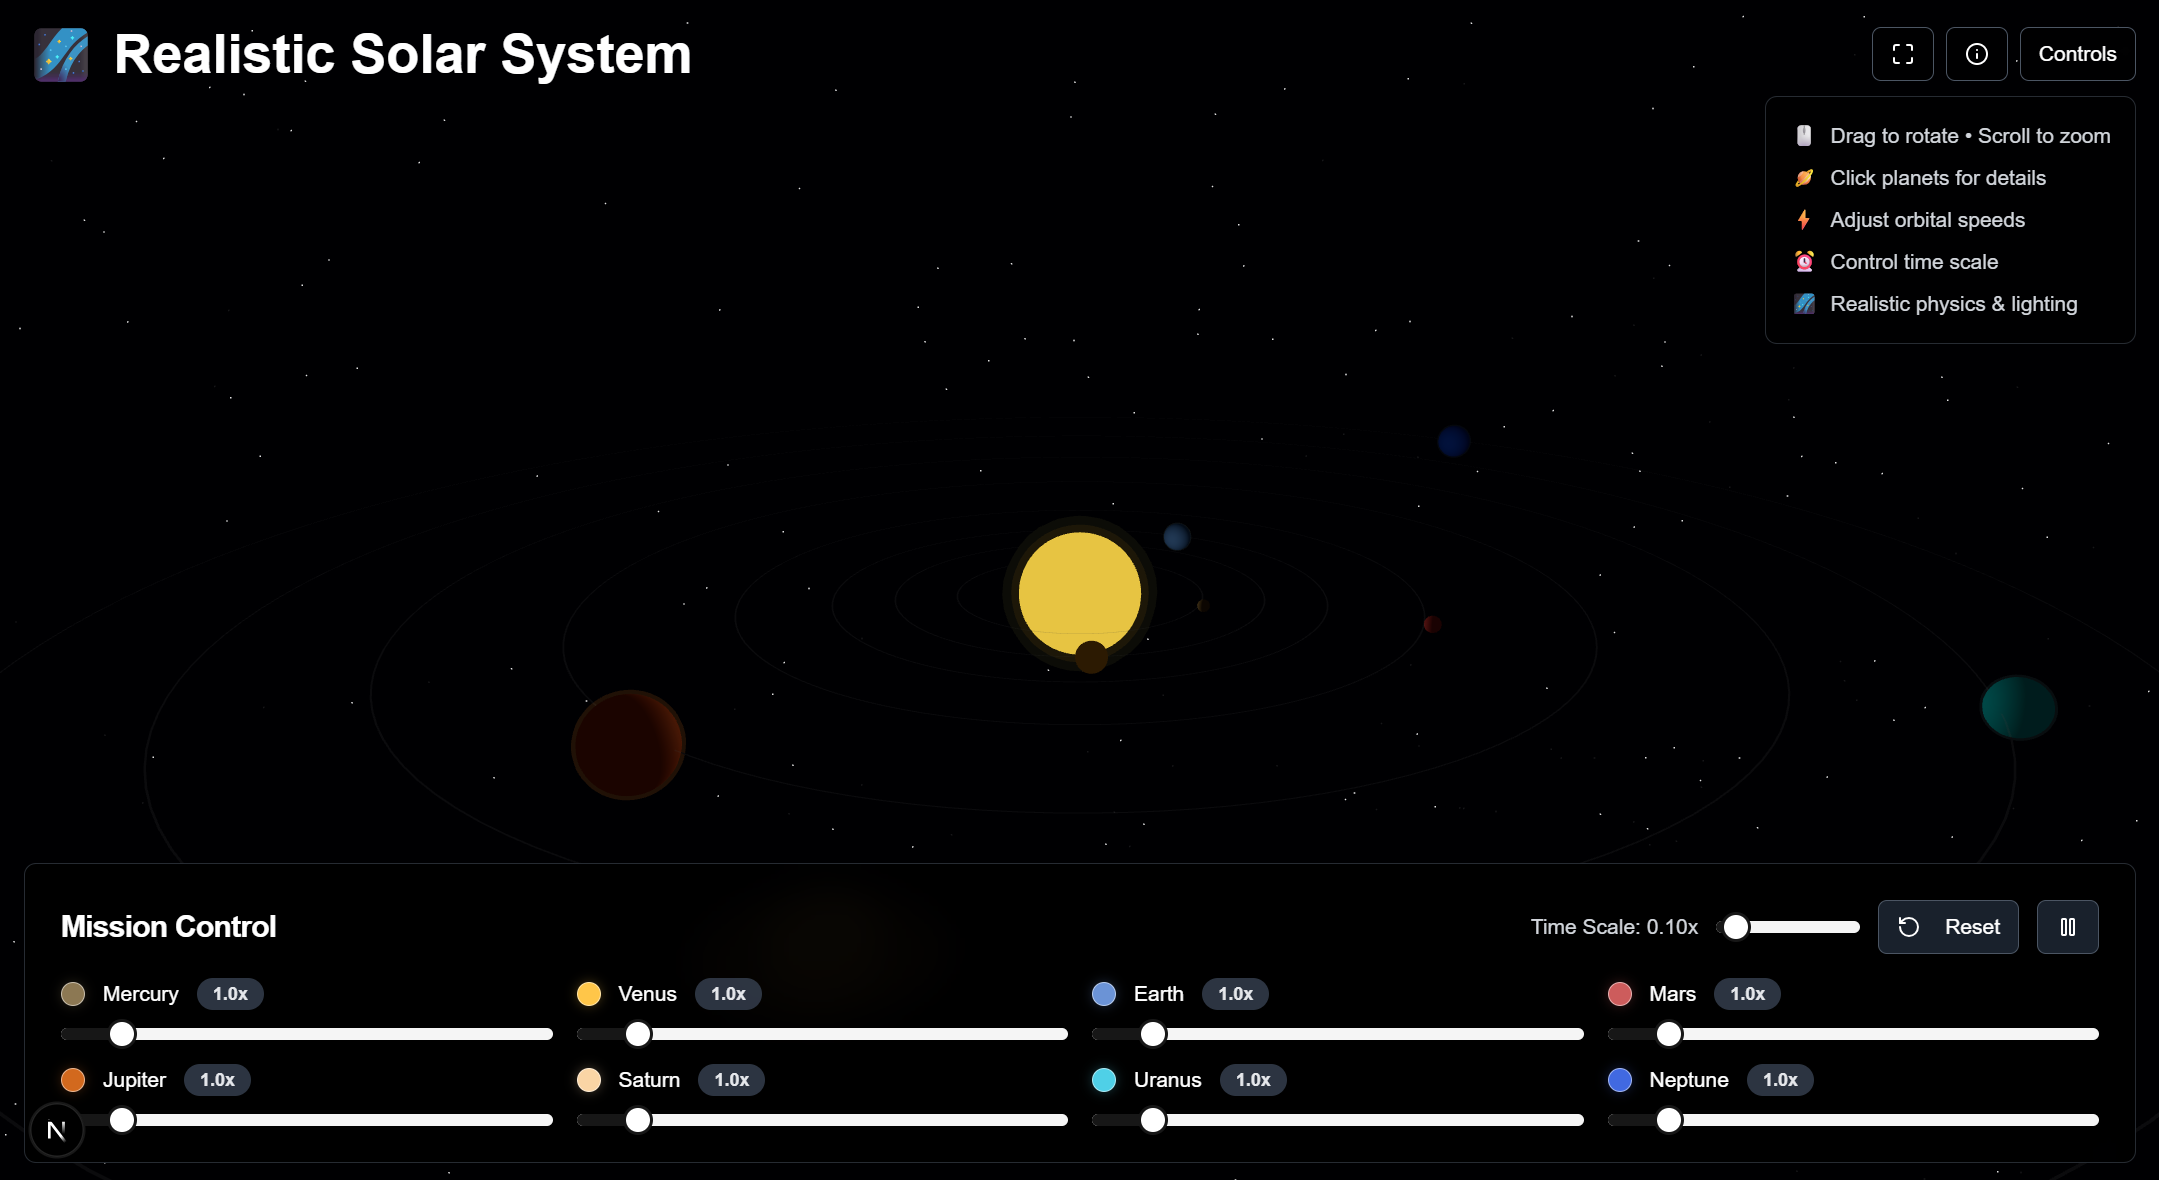 Realistic Solar System
Controls
Drag to rotate • Scroll to zoom
Click planets for details
Adjust orbital speeds
Control time scale
Realistic physics & lighting
Mission Control
Time Scale: 0.10x
Reset
Mercury 1.0x
Venus 1.0x
Earth 1.0x
Mars 1.0x
Jupiter 1.0x
Saturn 1.0x
Uranus 1.0x
Neptune 1.0x
N